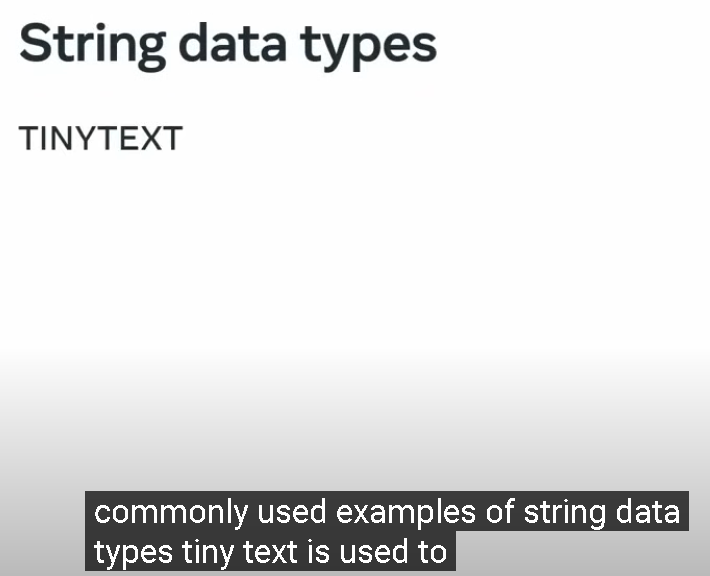 String data types
TINYTEXT
commonly used examples of string data
types tiny text is used to